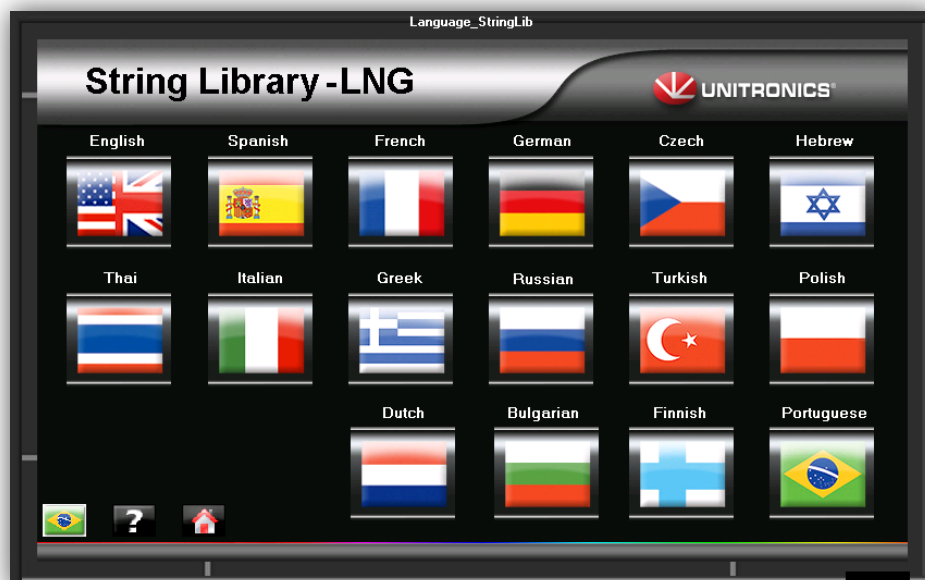 Language_StringLib
String Library -LNG
UNITRONICS®
English Spanish French German Czech Hebrew
Thai Italian Greek Russian Turkish Polish
Dutch Bulgarian Finnish Portuguese
?